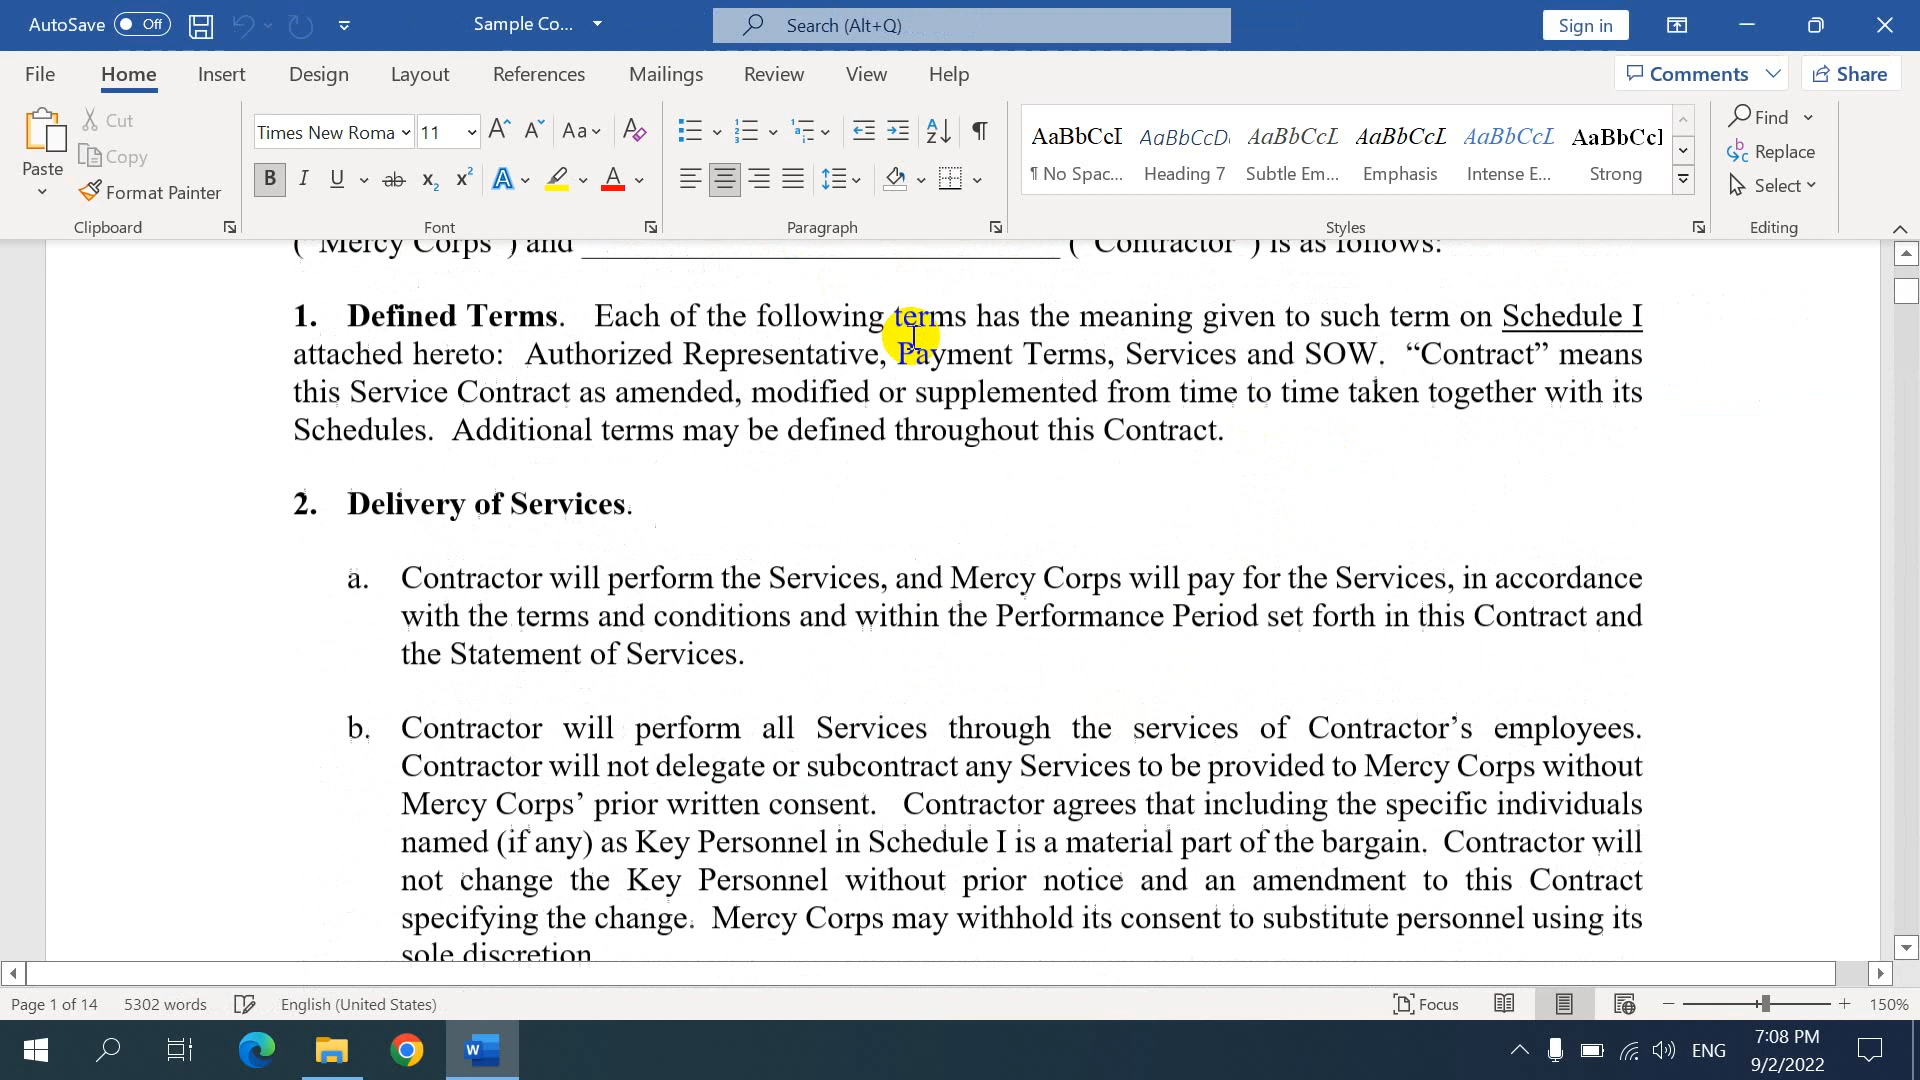 AutoSave Off Sample Co... Search (Alt+Q) Sign in
File Home Insert Design Layout References Mailings Review View Help Comments Share
Paste Cut Copy Format Painter
Clipboard
Times New Roma 11
Font
Paragraph
AaBbCcI AaBbCcD AaBbCcL AaBbCcL AaBbCcL AaBbCcl
¶ No Spac... Heading 7 Subtle Em... Emphasis Intense E... Strong
Styles
Find
Replace
Select
Editing
("Mercy Corps") and ______________________________ ("Contractor") is as follows:
1. Defined Terms. Each of the following terms has the meaning given to such term on Schedule I
attached hereto: Authorized Representative, Payment Terms, Services and SOW. “Contract” means
this Service Contract as amended, modified or supplemented from time to time taken together with its
Schedules. Additional terms may be defined throughout this Contract.
2. Delivery of Services.
a. Contractor will perform the Services, and Mercy Corps will pay for the Services, in accordance
with the terms and conditions and within the Performance Period set forth in this Contract and
the Statement of Services.
b. Contractor will perform all Services through the services of Contractor’s employees.
Contractor will not delegate or subcontract any Services to be provided to Mercy Corps without
Mercy Corps’ prior written consent. Contractor agrees that including the specific individuals
named (if any) as Key Personnel in Schedule I is a material part of the bargain. Contractor will
not change the Key Personnel without prior notice and an amendment to this Contract
specifying the change. Mercy Corps may withhold its consent to substitute personnel using its
sole discretion
Page 1 of 14 5302 words English (United States) Focus 150%
ENG 7:08 PM
9/2/2022